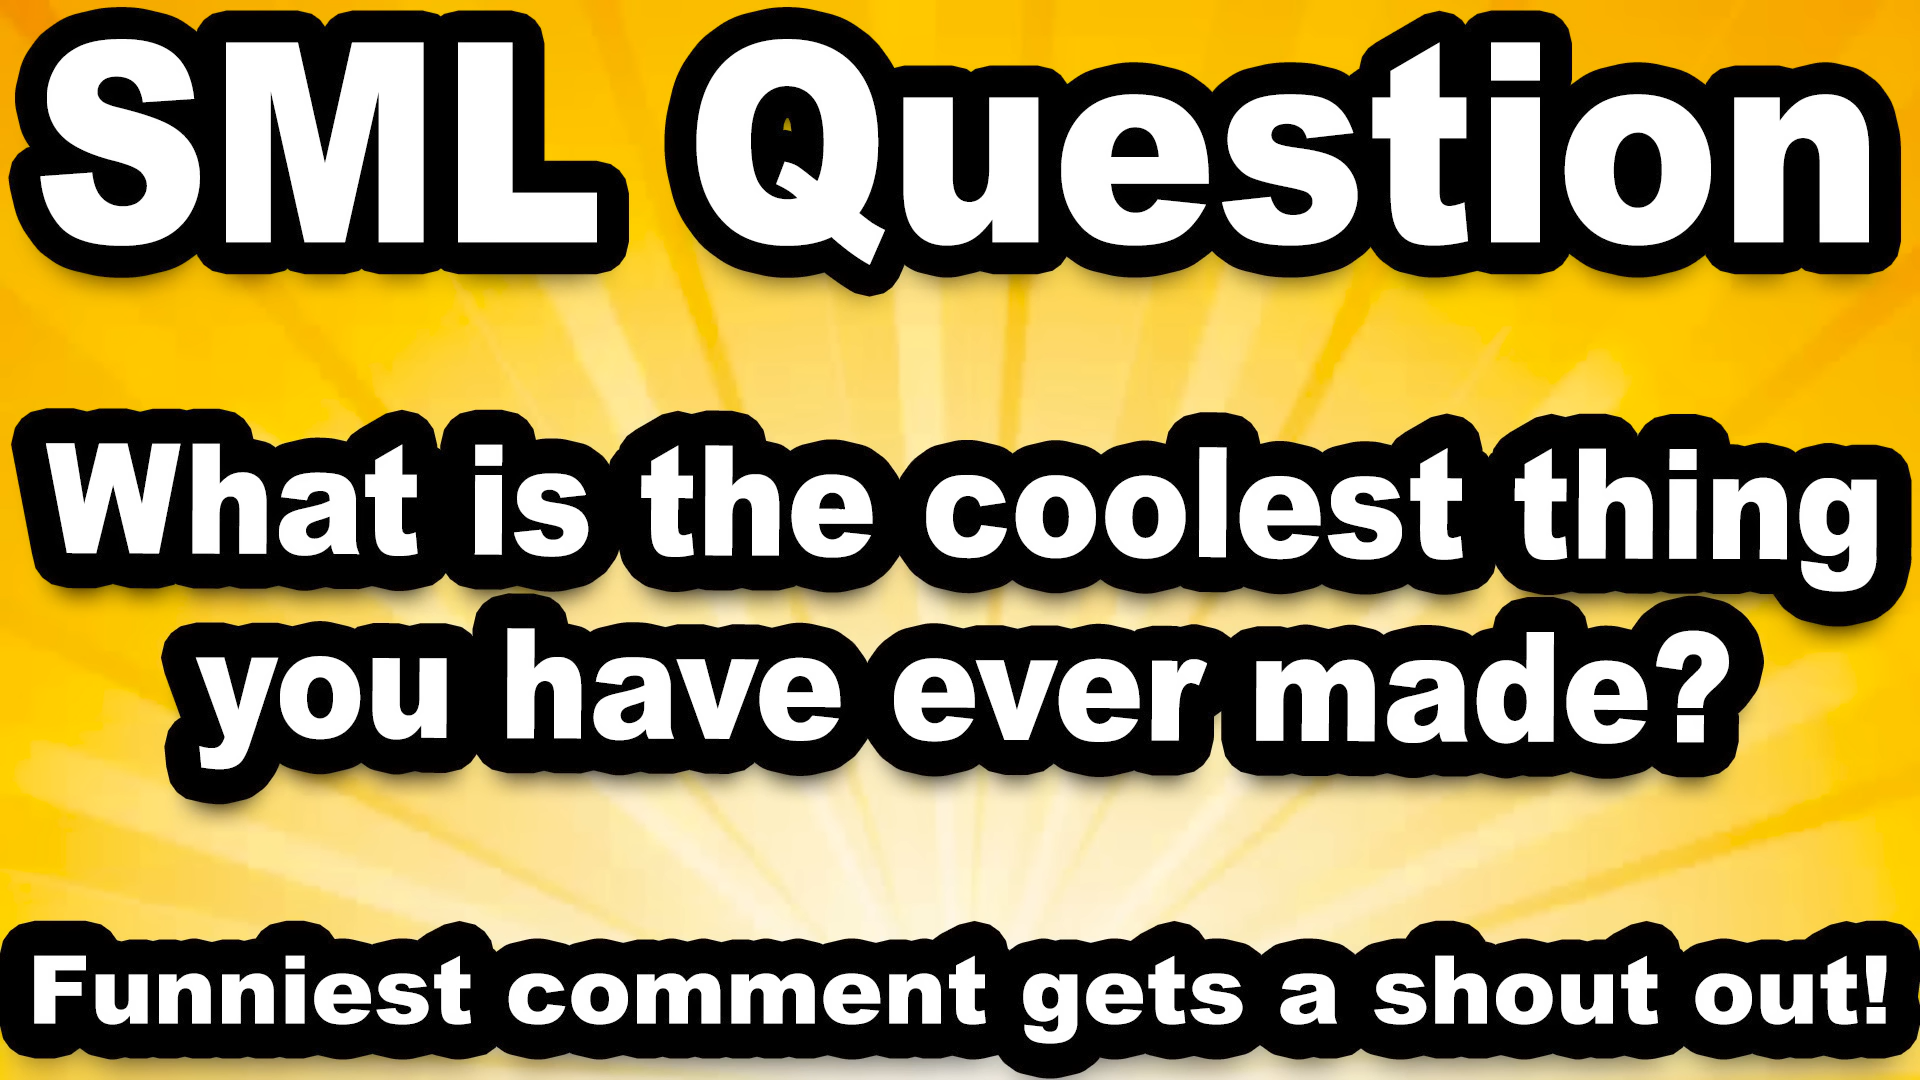 SML Question
What is the coolest thing
you have ever made?
Funniest comment gets a shout out!